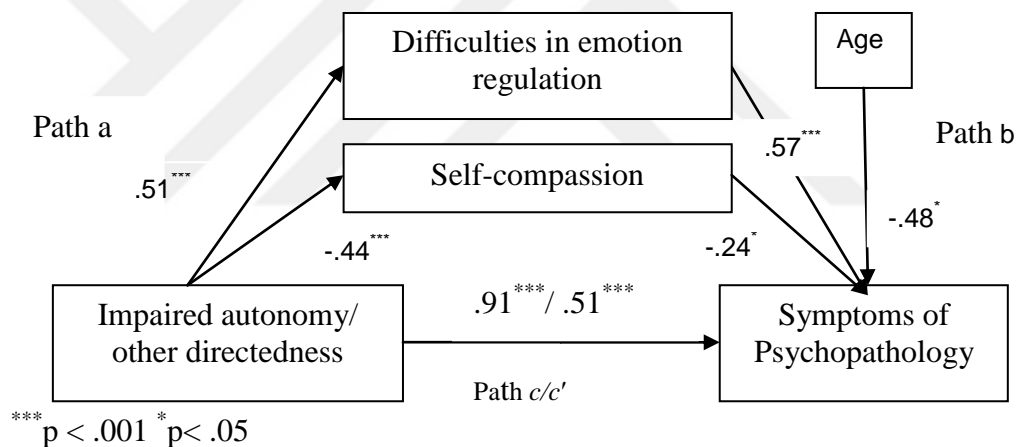 Difficulties in emotion
regulation
Age
Path a
Path b
.57***
.51***
Self-compassion
-.44***
-.24*
-.48*
.91***/ .51***
Impaired autonomy/
other directedness
Symptoms of
Psychopathology
Path c/c′
***p < .001 *p< .05